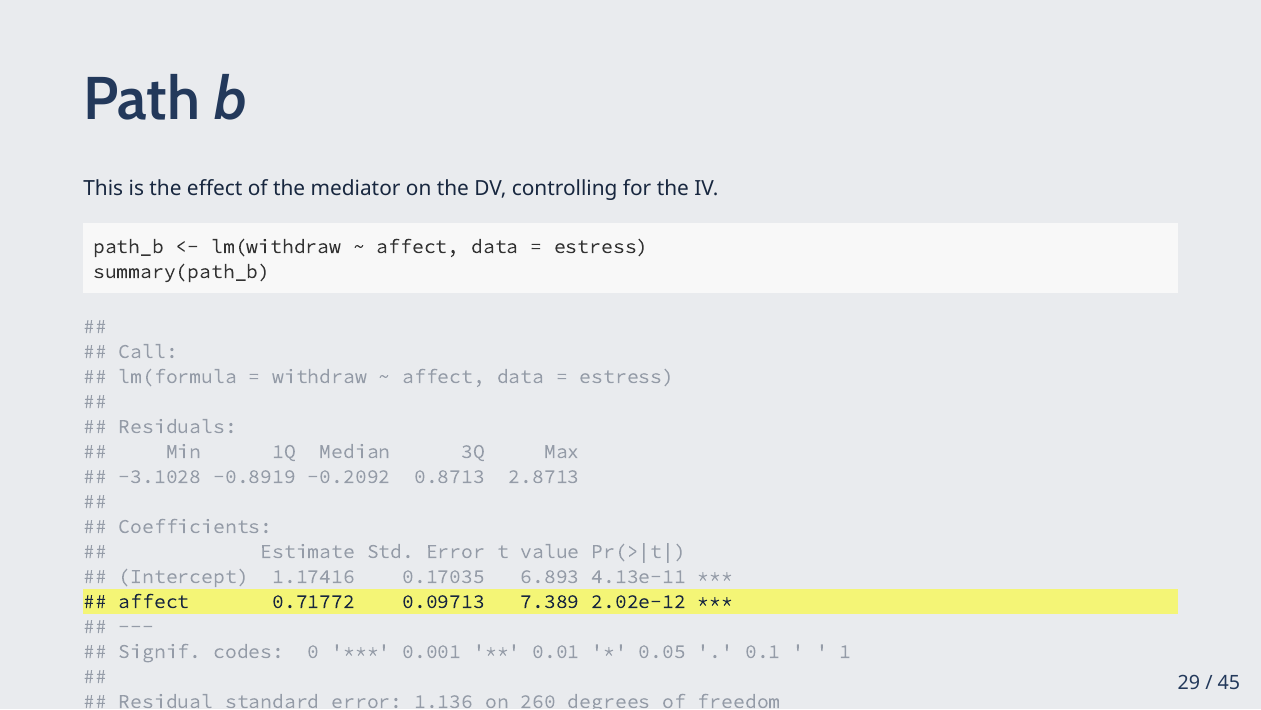 Path b
This is the effect of the mediator on the DV, controlling for the IV.
path_b <- lm(withdraw ~ affect, data = estress)
summary(path_b)
##
## Call:
## lm(formula = withdraw ~ affect, data = estress)
##
## Residuals:
##     Min      1Q  Median      3Q     Max
## -3.1028 -0.8919 -0.2092  0.8713  2.8713
##
## Coefficients:
##             Estimate Std. Error t value Pr(>|t|)
## (Intercept)  1.17416    0.17035   6.893 4.13e-11 ***
## affect       0.71772    0.09713   7.389 2.02e-12 ***
## ---
## Signif. codes:  0 '***' 0.001 '**' 0.01 '*' 0.05 '.' 0.1 ' ' 1
##
## Residual standard error: 1.136 on 260 degrees of freedom
29 / 45